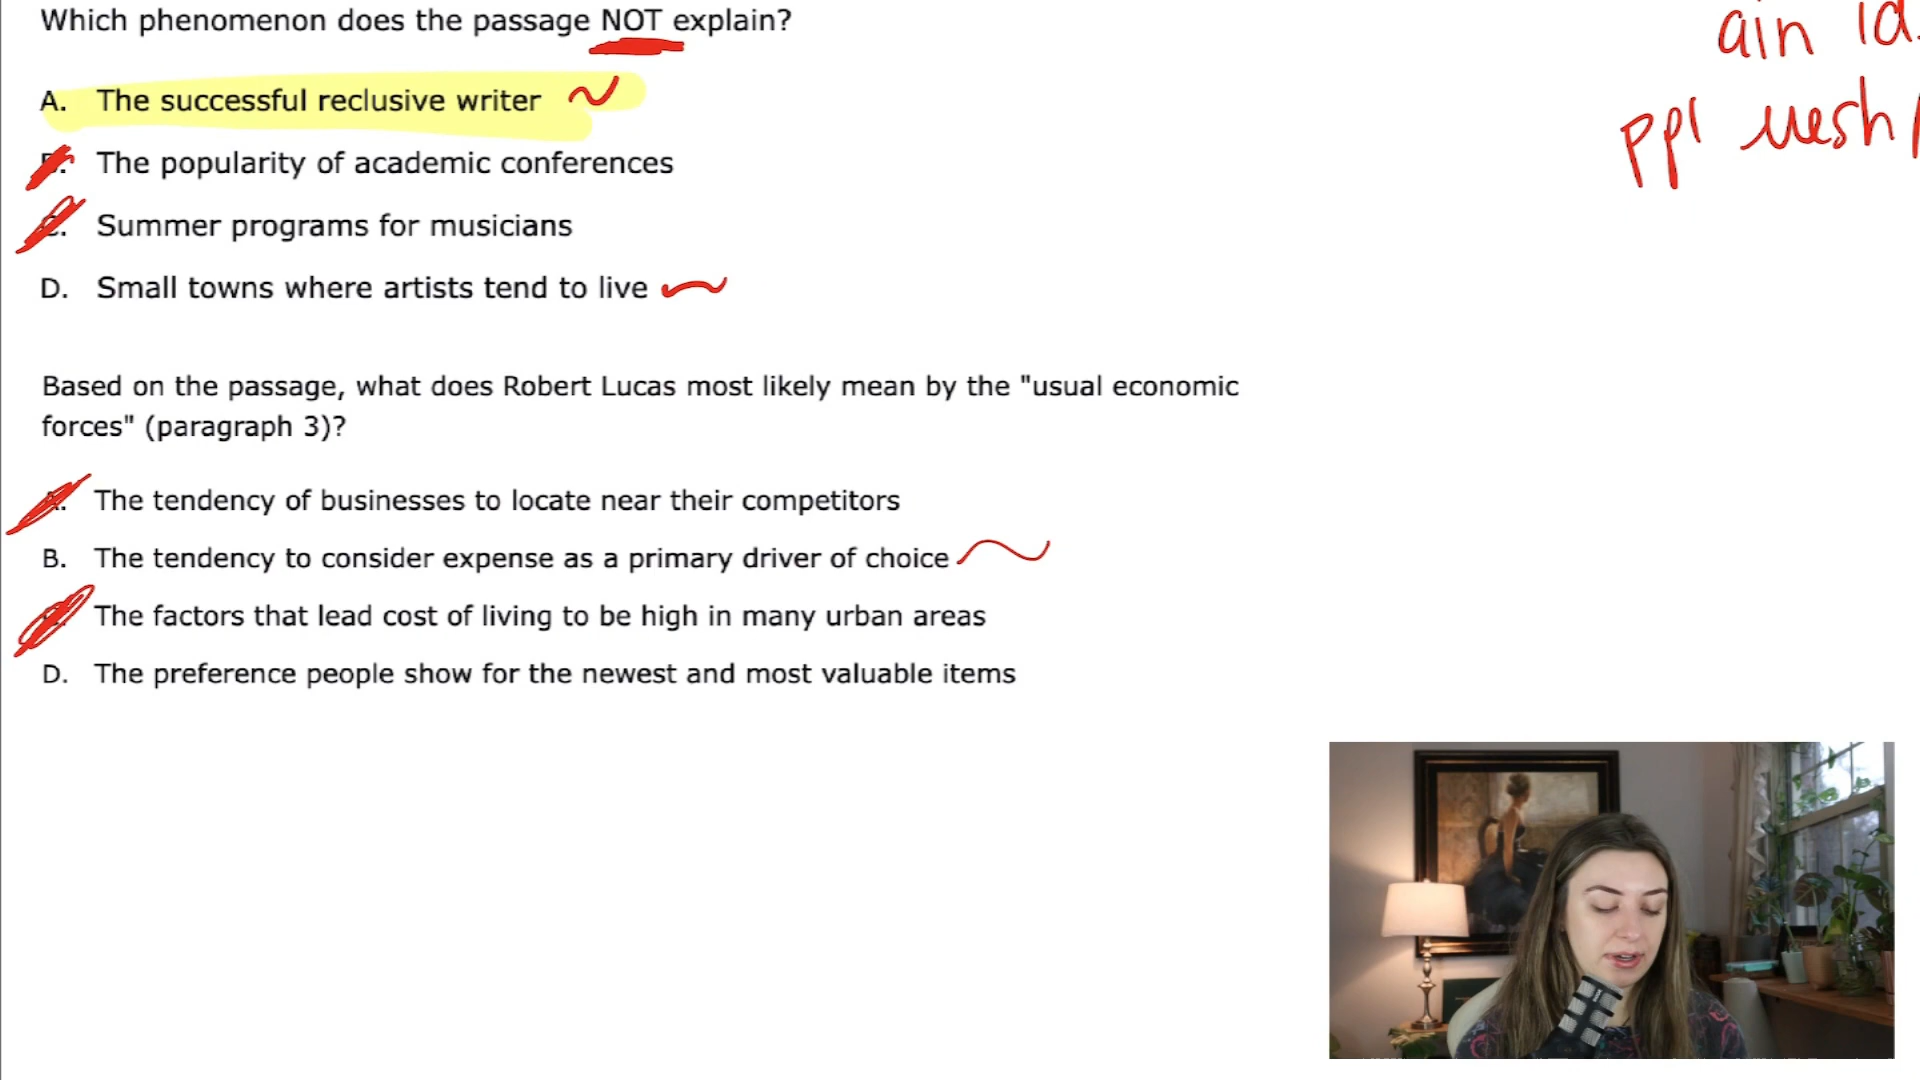 Which phenomenon does the passage NOT explain?
A. The successful reclusive writer
The popularity of academic conferences
Summer programs for musicians
D. Small towns where artists tend to live
Based on the passage, what does Robert Lucas most likely mean by the "usual economic
forces" (paragraph 3)?
The tendency of businesses to locate near their competitors
B. The tendency to consider expense as a primary driver of choice
The factors that lead cost of living to be high in many urban areas
D. The preference people show for the newest and most valuable items
ain
ppl mesh